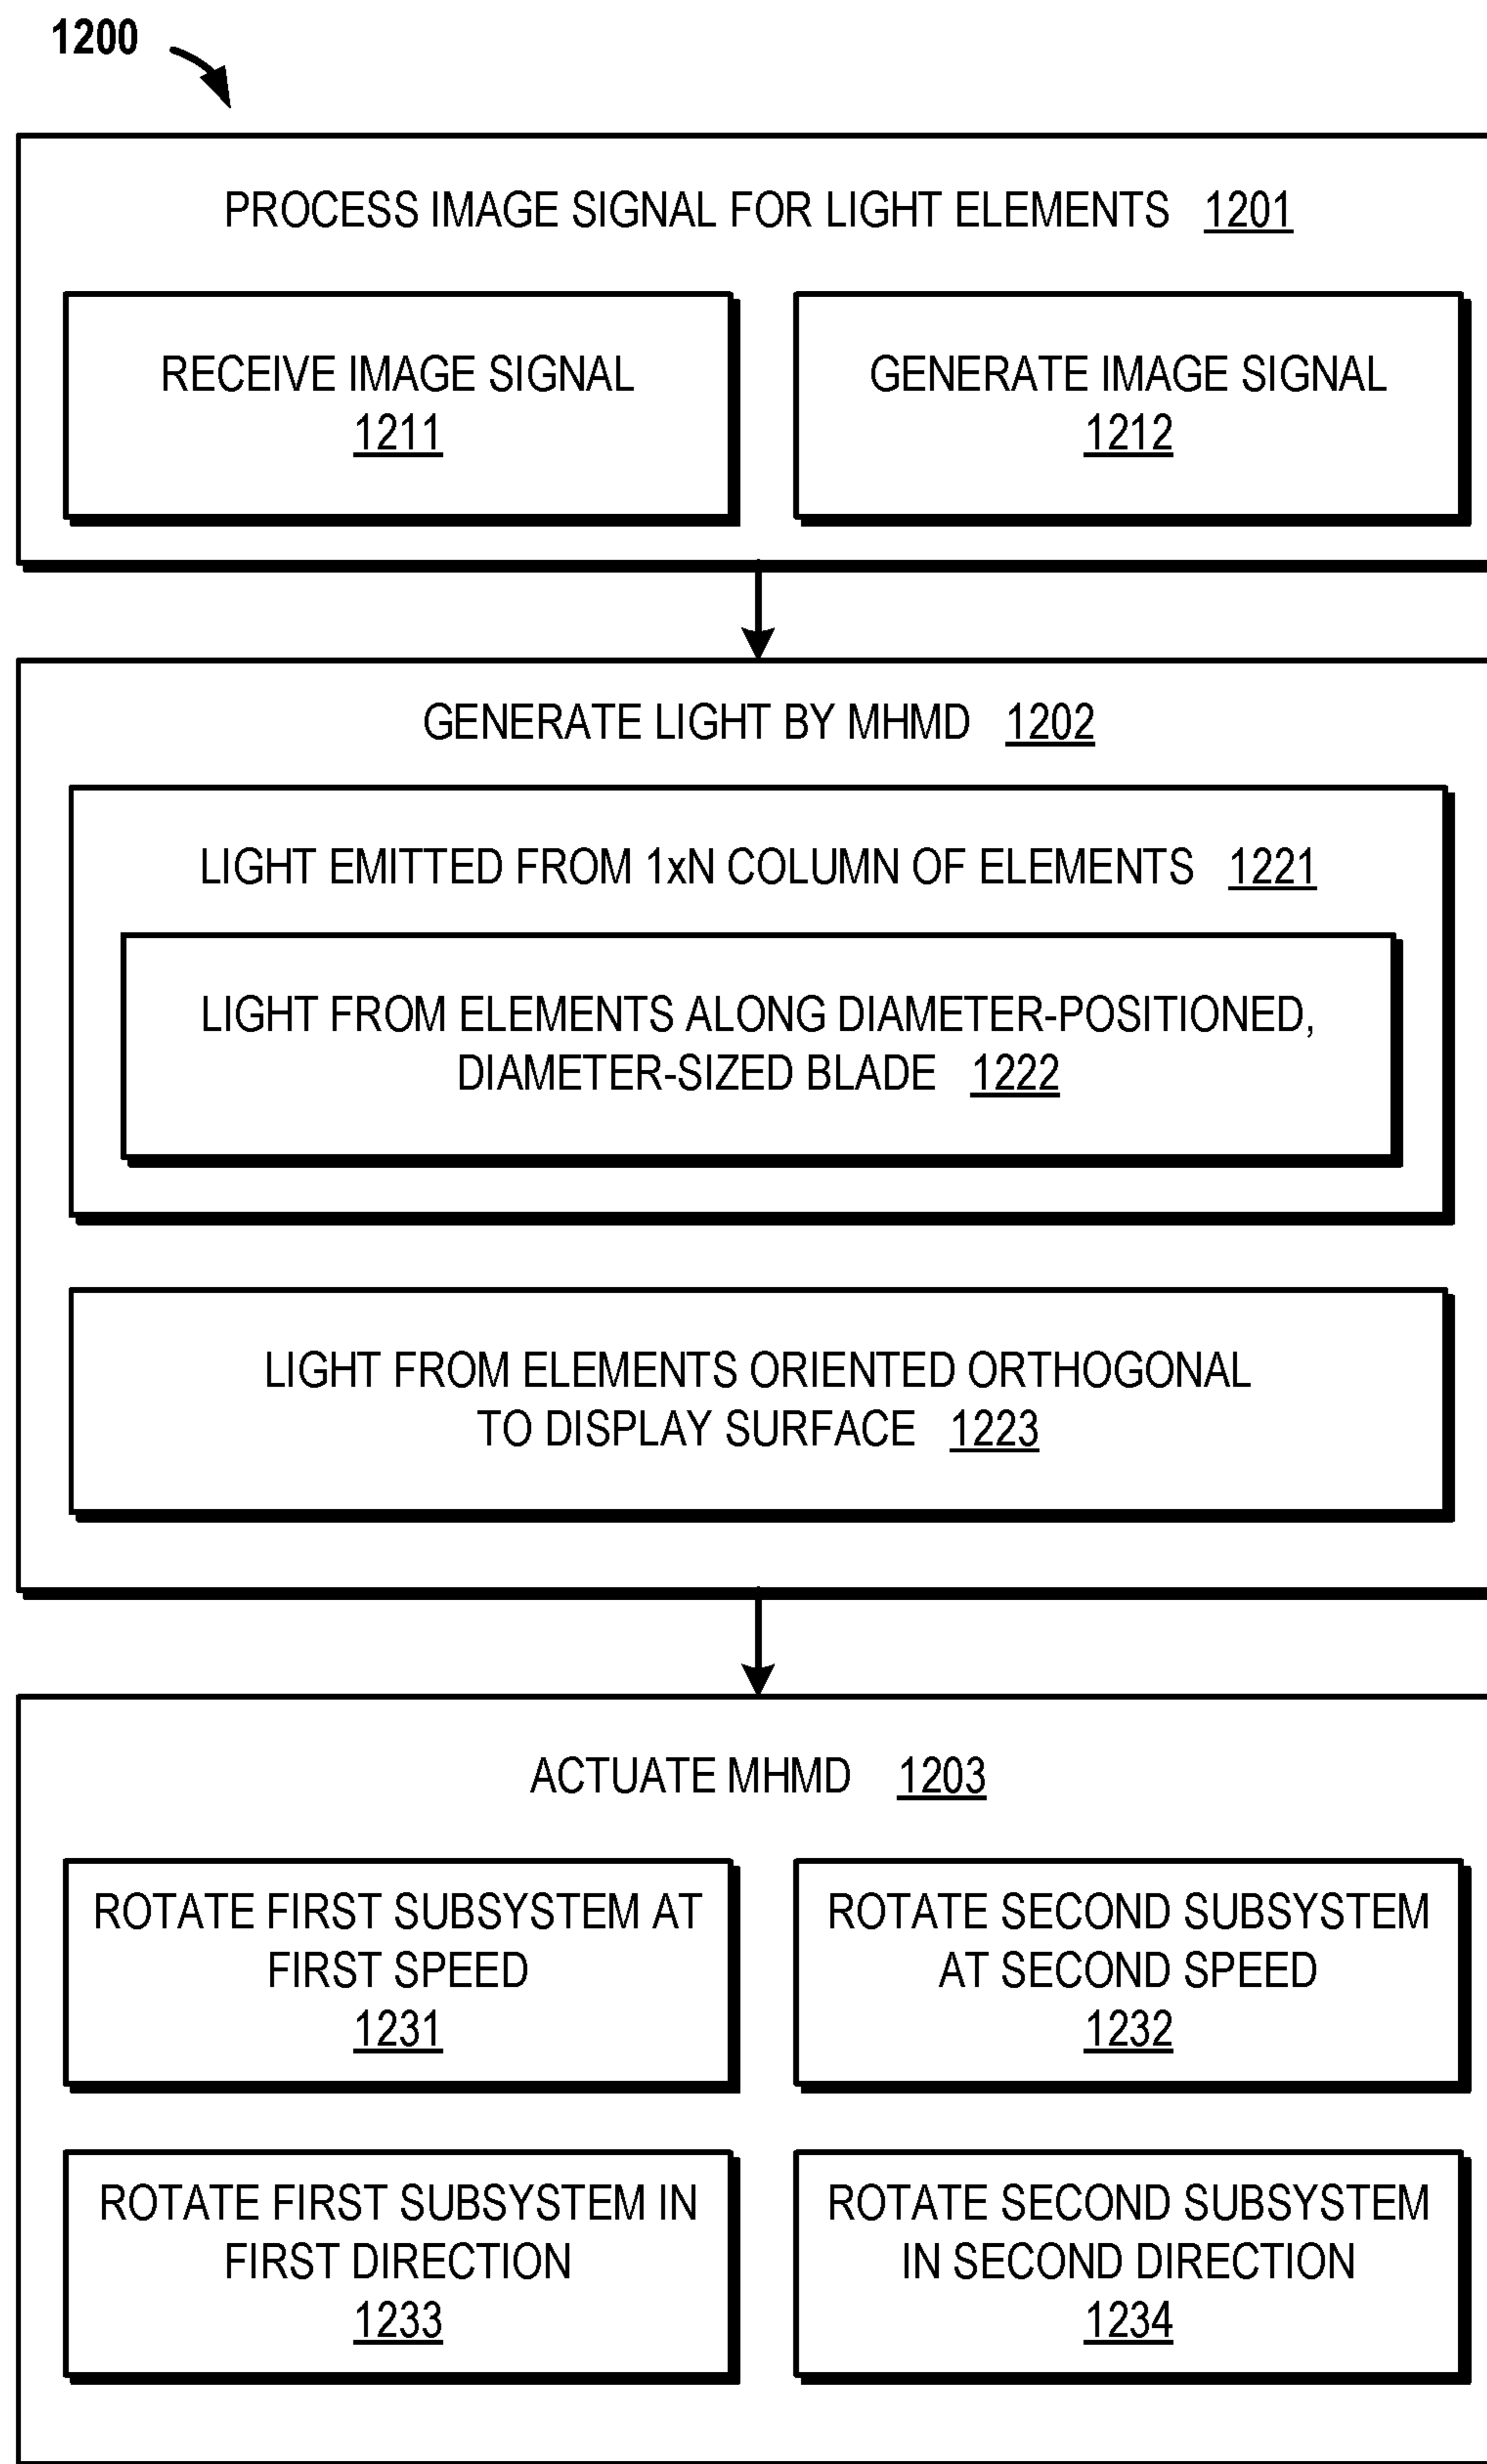 1200
PROCESS IMAGE SIGNAL FOR LIGHT ELEMENTS 1201
RECEIVE IMAGE SIGNAL
1211
GENERATE IMAGE SIGNAL
1212
GENERATE LIGHT BY MHMD 1202
LIGHT EMITTED FROM 1xN COLUMN OF ELEMENTS 1221
LIGHT FROM ELEMENTS ALONG DIAMETER-POSITIONED,
DIAMETER-SIZED BLADE 1222
LIGHT FROM ELEMENTS ORIENTED ORTHOGONAL
TO DISPLAY SURFACE 1223
ACTUATE MHMD 1203
ROTATE FIRST SUBSYSTEM AT
FIRST SPEED
1231
ROTATE SECOND SUBSYSTEM
AT SECOND SPEED
1232
ROTATE FIRST SUBSYSTEM IN
FIRST DIRECTION
1233
ROTATE SECOND SUBSYSTEM
IN SECOND DIRECTION
1234